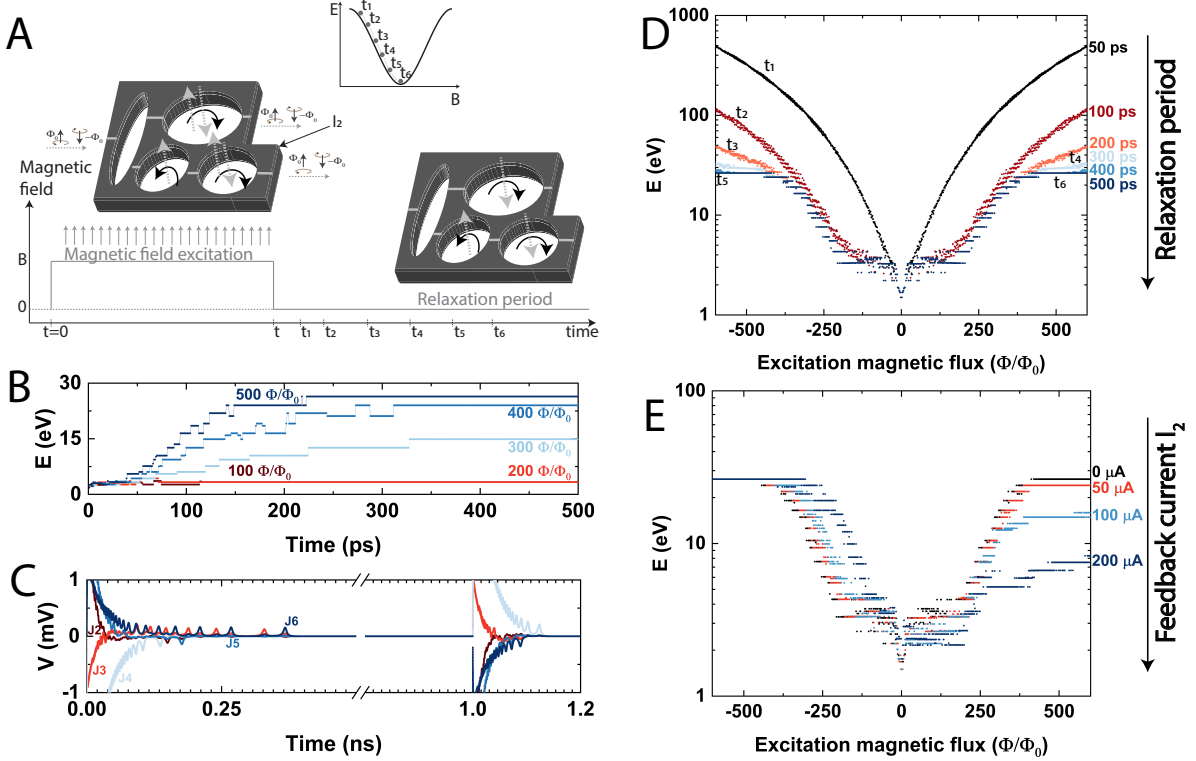 A
E
t₁
t₂
t₃
t₄
t₅
t₆
B
Φ₀
Φ₀
Φ₀
Φ₀
Φ₀
Φ₀
I₂
Magnetic
field
Magnetic field excitation
B
0
Relaxation period
t=0
t
t₁
t₂
t₃
t₄
t₅
t₆
time
B
30
15
0
E (eV)
500 Φ/Φ₀
400 Φ/Φ₀
300 Φ/Φ₀
100 Φ/Φ₀
200 Φ/Φ₀
0
100
200
300
400
500
Time (ps)
C
1
0
-1
V (mV)
J2
J3
J4
J5
J6
0.00
0.25
1.0
1.2
Time (ns)
D
1000
100
10
1
E (eV)
t₁
t₂
t₃
t₅
t₄
t₆
50 ps
100 ps
200 ps
300 ps
400 ps
500 ps
-500
-250
0
250
500
Excitation magnetic flux (Φ/Φ₀)
Relaxation period
E
100
10
1
E (eV)
0 μA
50 μA
100 μA
200 μA
-500
-250
0
250
500
Excitation magnetic flux (Φ/Φ₀)
Feedback current I₂